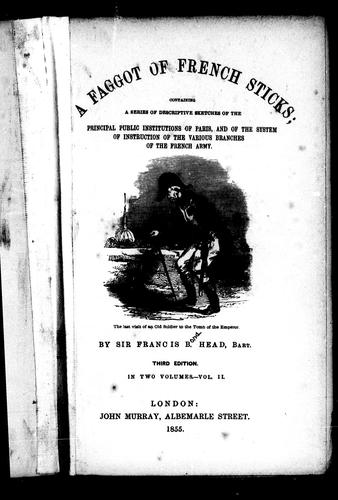 A FAGGOT OF FRENCH STICKS;
CONTAINING
A SERIES OF DESCRIPTIVE SKETCHES OF THE
PRINCIPAL PUBLIC INSTITUTIONS OF PARIS, AND OF THE SYSTEM
OF INSTRUCTION OF THE VARIOUS BRANCHES
OF THE FRENCH ARMY.
The last visit of an Old Soldier to the Tomb of the Emperor.
BY SIR FRANCIS B. ond HEAD, BART.
THIRD EDITION.
IN TWO VOLUMES.—VOL. II.
LONDON:
JOHN MURRAY, ALBEMARLE STREET.
1855.